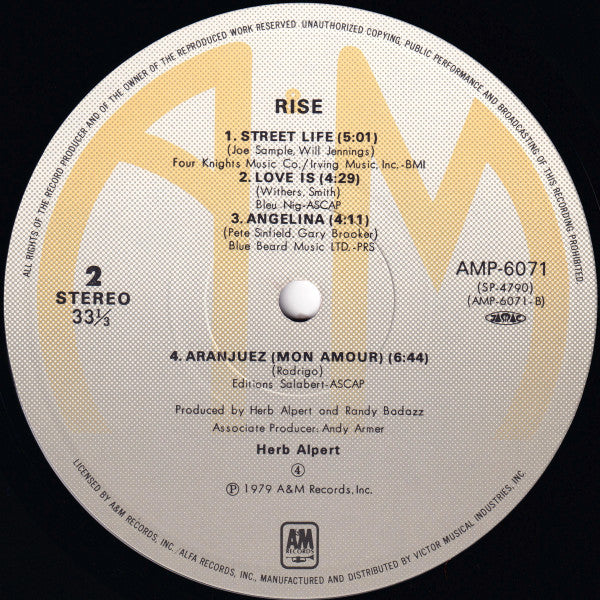 ALL RIGHTS OF THE RECORD PRODUCER AND OF THE OWNER OF THE REPRODUCED WORK RESERVED. UNAUTHORIZED COPYING, PUBLIC PERFORMANCE AND BROADCASTING OF THIS RECORD PROHIBITED
RISE
1. STREET LIFE (5:01)
(Joe Sample, Will Jennings)
Four Knights Music Co./Irving Music, Inc.-BMI
2. LOVE IS (4:29)
(Withers, Smith)
Bleu Nig-ASCAP
3. ANGELINA (4:11)
(Pete Sinfield, Gary Brooker)
Blue Beard Music LTD.-PRS
2
STEREO
33⅓
AMP-6071
(SP-4790)
(AMP-6071-B)
JASRAC
4. ARANJUEZ (MON AMOUR) (6:44)
(Rodrigo)
Editions Salabert-ASCAP
Produced by Herb Alpert and Randy Badazz
Associate Producer: Andy Armer
Herb Alpert
④
Ⓟ 1979 A&M Records, Inc.
A&M
RECORDS
LICENSED BY A&M RECORDS, INC./ALFA RECORDS, INC., MANUFACTURED AND DISTRIBUTED BY VICTOR MUSICAL INDUSTRIES, INC.